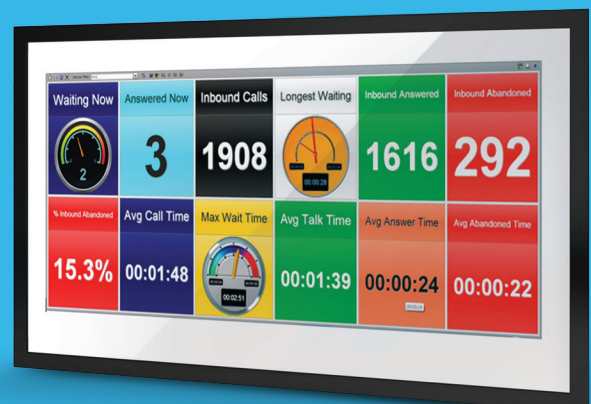 Waiting Now
2
Answered Now
3
Inbound Calls
1908
Longest Waiting
00:00:28
Inbound Answered
1616
Inbound Abandoned
292
% Inbound Abandoned
15.3%
Avg Call Time
00:01:48
Max Wait Time
00:02:51
Avg Talk Time
00:01:39
Avg Answer Time
00:00:24
Avg Abandoned Time
00:00:22